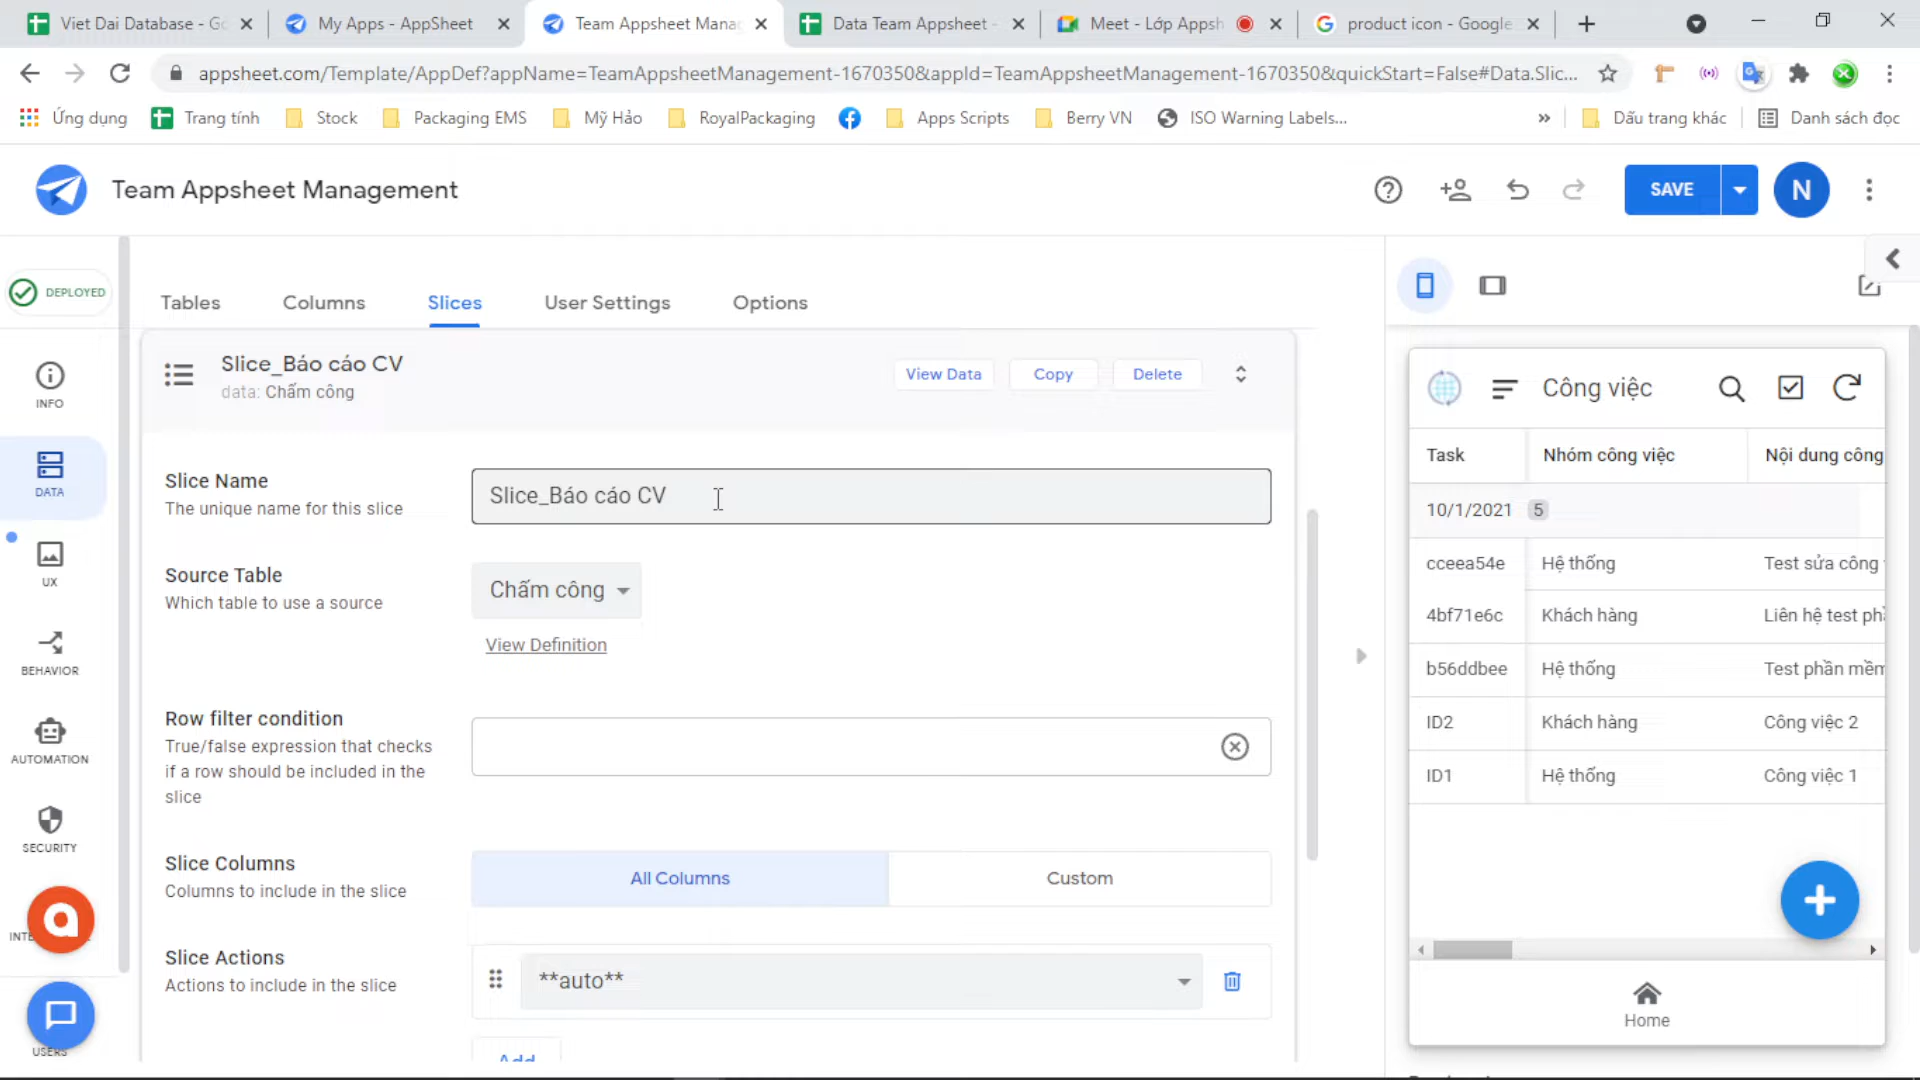 Viet Dai Database - Go
My Apps - AppSheet
Team Appsheet Mana
Data Team Appsheet -
Meet - Lớp Appsh
product icon - Google
appsheet.com/Template/AppDef?appName=TeamAppsheetManagement-1670350&appId=TeamAppsheetManagement-1670350&quickStart=False#Data.Slic...
Ứng dụng
Trang tính
Stock
Packaging EMS
Mỹ Hảo
RoyalPackaging
Apps Scripts
Berry VN
ISO Warning Labels...
»
Dấu trang khác
Danh sách đọc
Team Appsheet Management
SAVE
N
DEPLOYED
INFO
DATA
UX
BEHAVIOR
AUTOMATION
SECURITY
INTE
USERS
Tables
Columns
Slices
User Settings
Options
Slice_Báo cáo CV
data: Chấm công
View Data
Copy
Delete
Slice Name
The unique name for this slice
Slice_Báo cáo CV
Source Table
Which table to use a source
Chấm công
View Definition
Row filter condition
True/false expression that checks
if a row should be included in the
slice
Slice Columns
Columns to include in the slice
All Columns
Custom
Slice Actions
Actions to include in the slice
**auto**
Add
Công việc
Task
Nhóm công việc
Nội dung công
10/1/2021 5
cceea54e
Hệ thống
Test sửa công
4bf71e6c
Khách hàng
Liên hệ test ph
b56ddbee
Hệ thống
Test phần mềm
ID2
Khách hàng
Công việc 2
ID1
Hệ thống
Công việc 1
Home